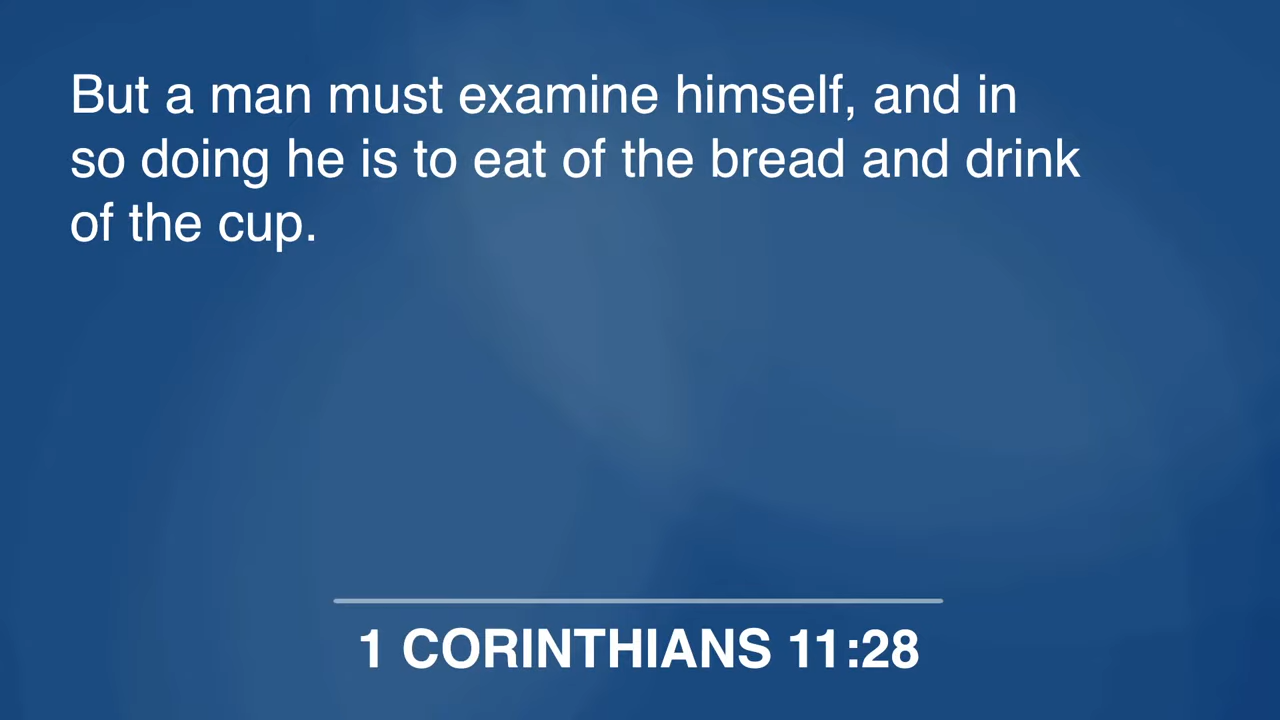 But a man must examine himself, and in
so doing he is to eat of the bread and drink
of the cup.
1 CORINTHIANS 11:28